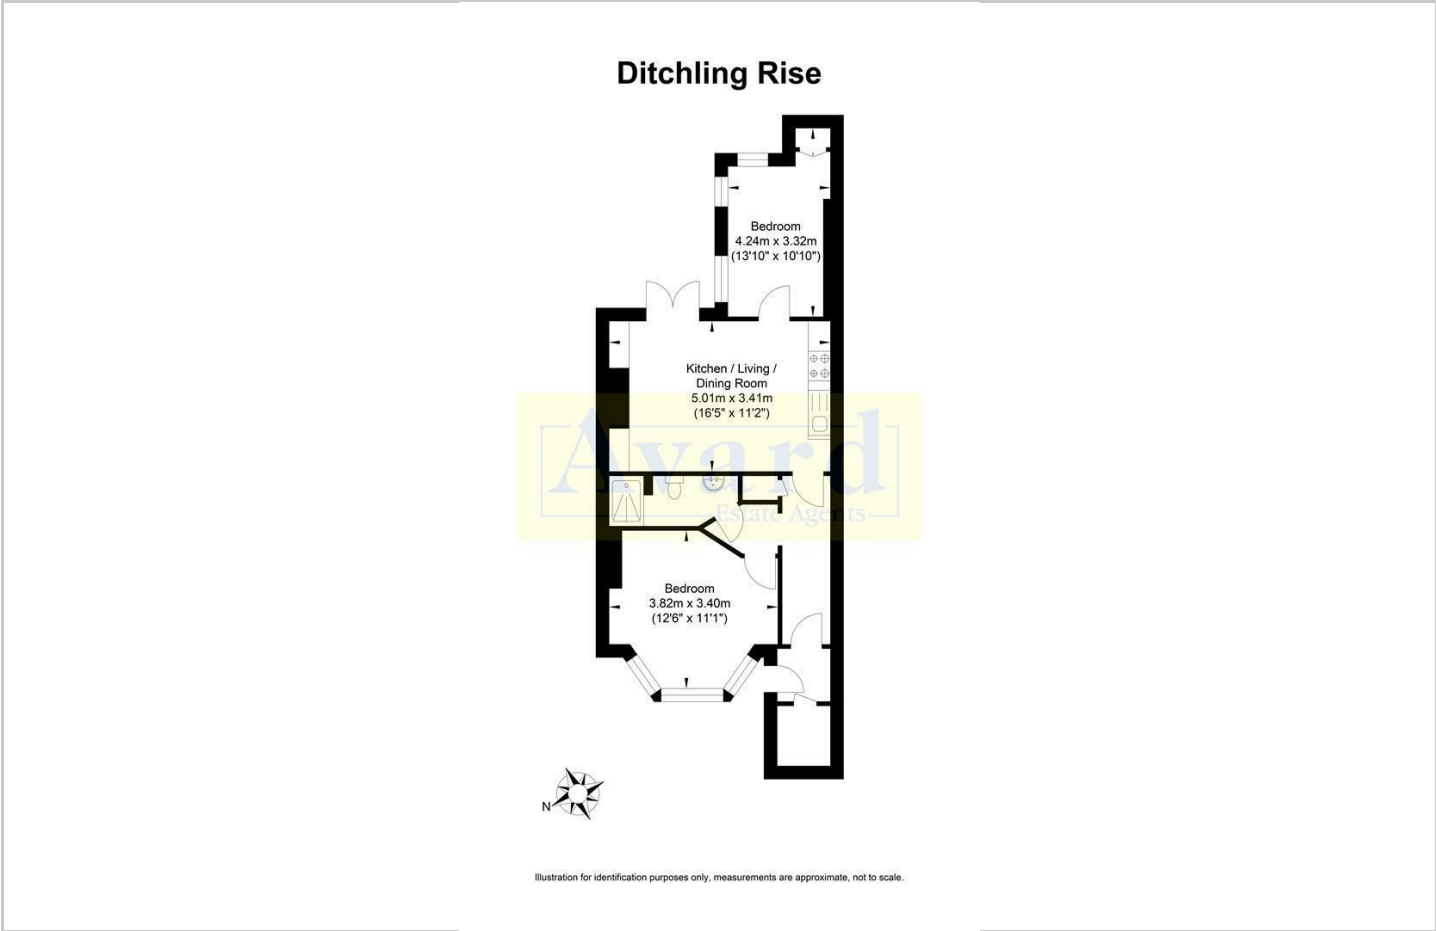 Ditchling Rise
Bedroom
4.24m x 3.32m
(13'10" x 10'10")
Kitchen / Living /
Dining Room
5.01m x 3.41m
(16'5" x 11'2")
Avard
Estate Agents
Bedroom
3.82m x 3.40m
(12'6" x 11'1")
N
Illustration for identification purposes only, measurements are approximate, not to scale.